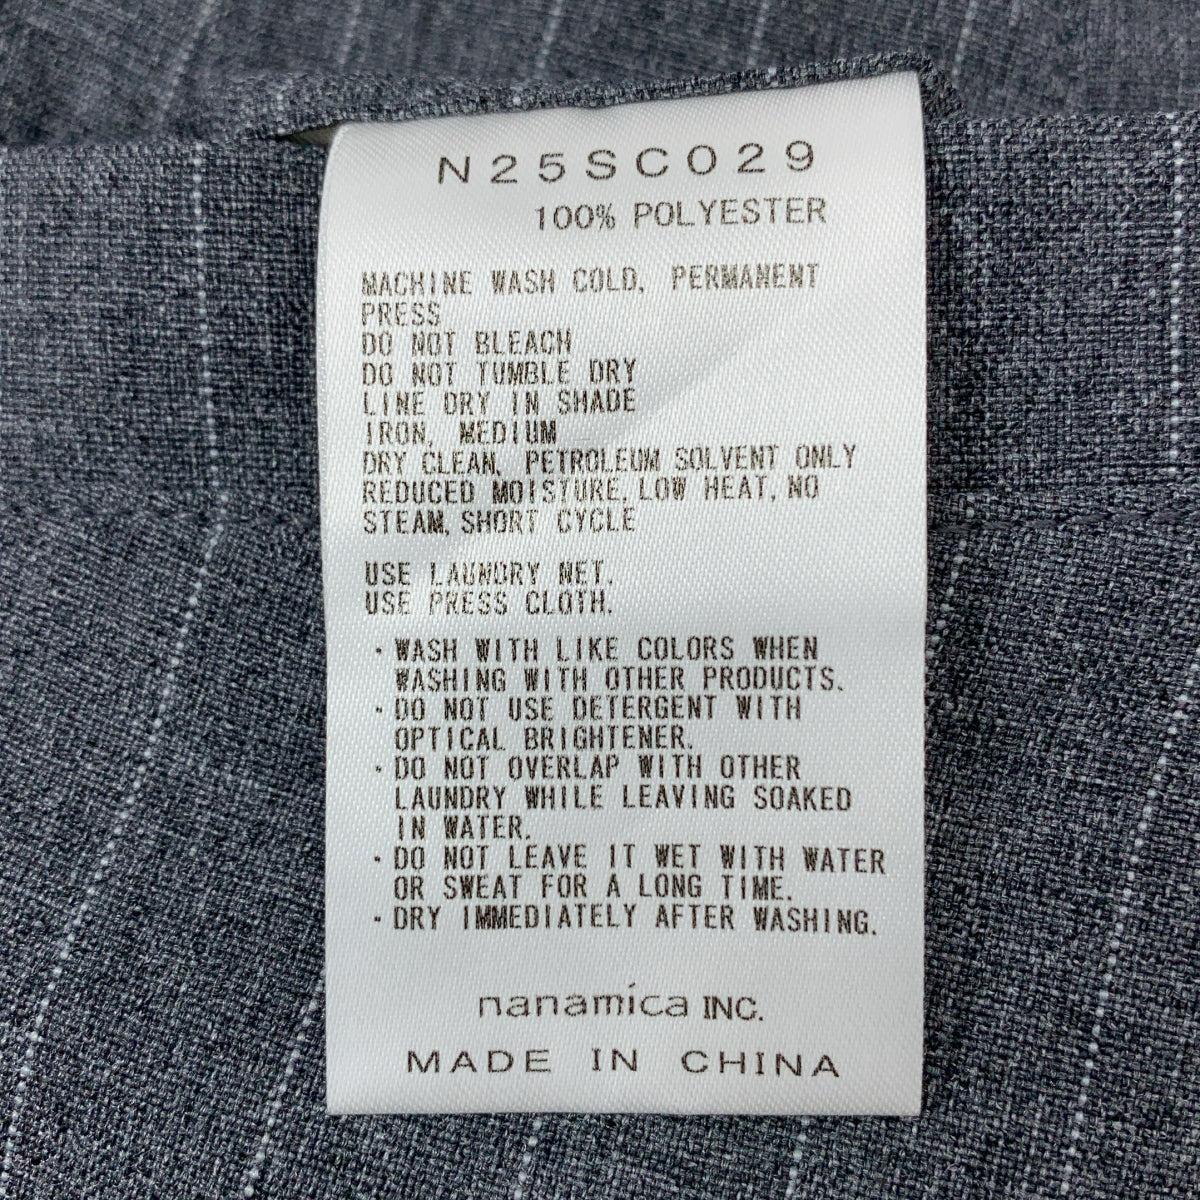 N25SC029
100% POLYESTER
MACHINE WASH COLD, PERMANENT
PRESS
DO NOT BLEACH
DO NOT TUMBLE DRY
LINE DRY IN SHADE
IRON, MEDIUM
DRY CLEAN, PETROLEUM SOLVENT ONLY
REDUCED MOISTURE, LOW HEAT, NO
STEAM, SHORT CYCLE
USE LAUNDRY NET.
USE PRESS CLOTH.
・WASH WITH LIKE COLORS WHEN
WASHING WITH OTHER PRODUCTS.
・DO NOT USE DETERGENT WITH
OPTICAL BRIGHTENER.
・DO NOT OVERLAP WITH OTHER
LAUNDRY WHILE LEAVING SOAKED
IN WATER.
・DO NOT LEAVE IT WET WITH WATER
OR SWEAT FOR A LONG TIME.
・DRY IMMEDIATELY AFTER WASHING.
nanamica INC.
MADE IN CHINA